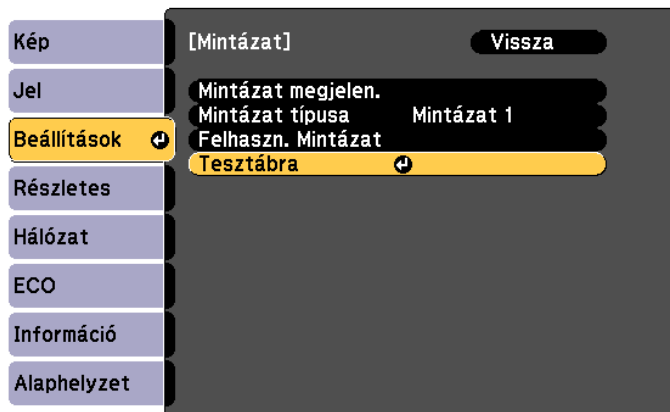 Kép
Jel
Beállítások
Részletes
Hálózat
ECO
Információ
Alaphelyzet
[Mintázat] Vissza
Mintázat megjelen.
Mintázat típusa Mintázat 1
Felhaszn. Mintázat
Tesztábra